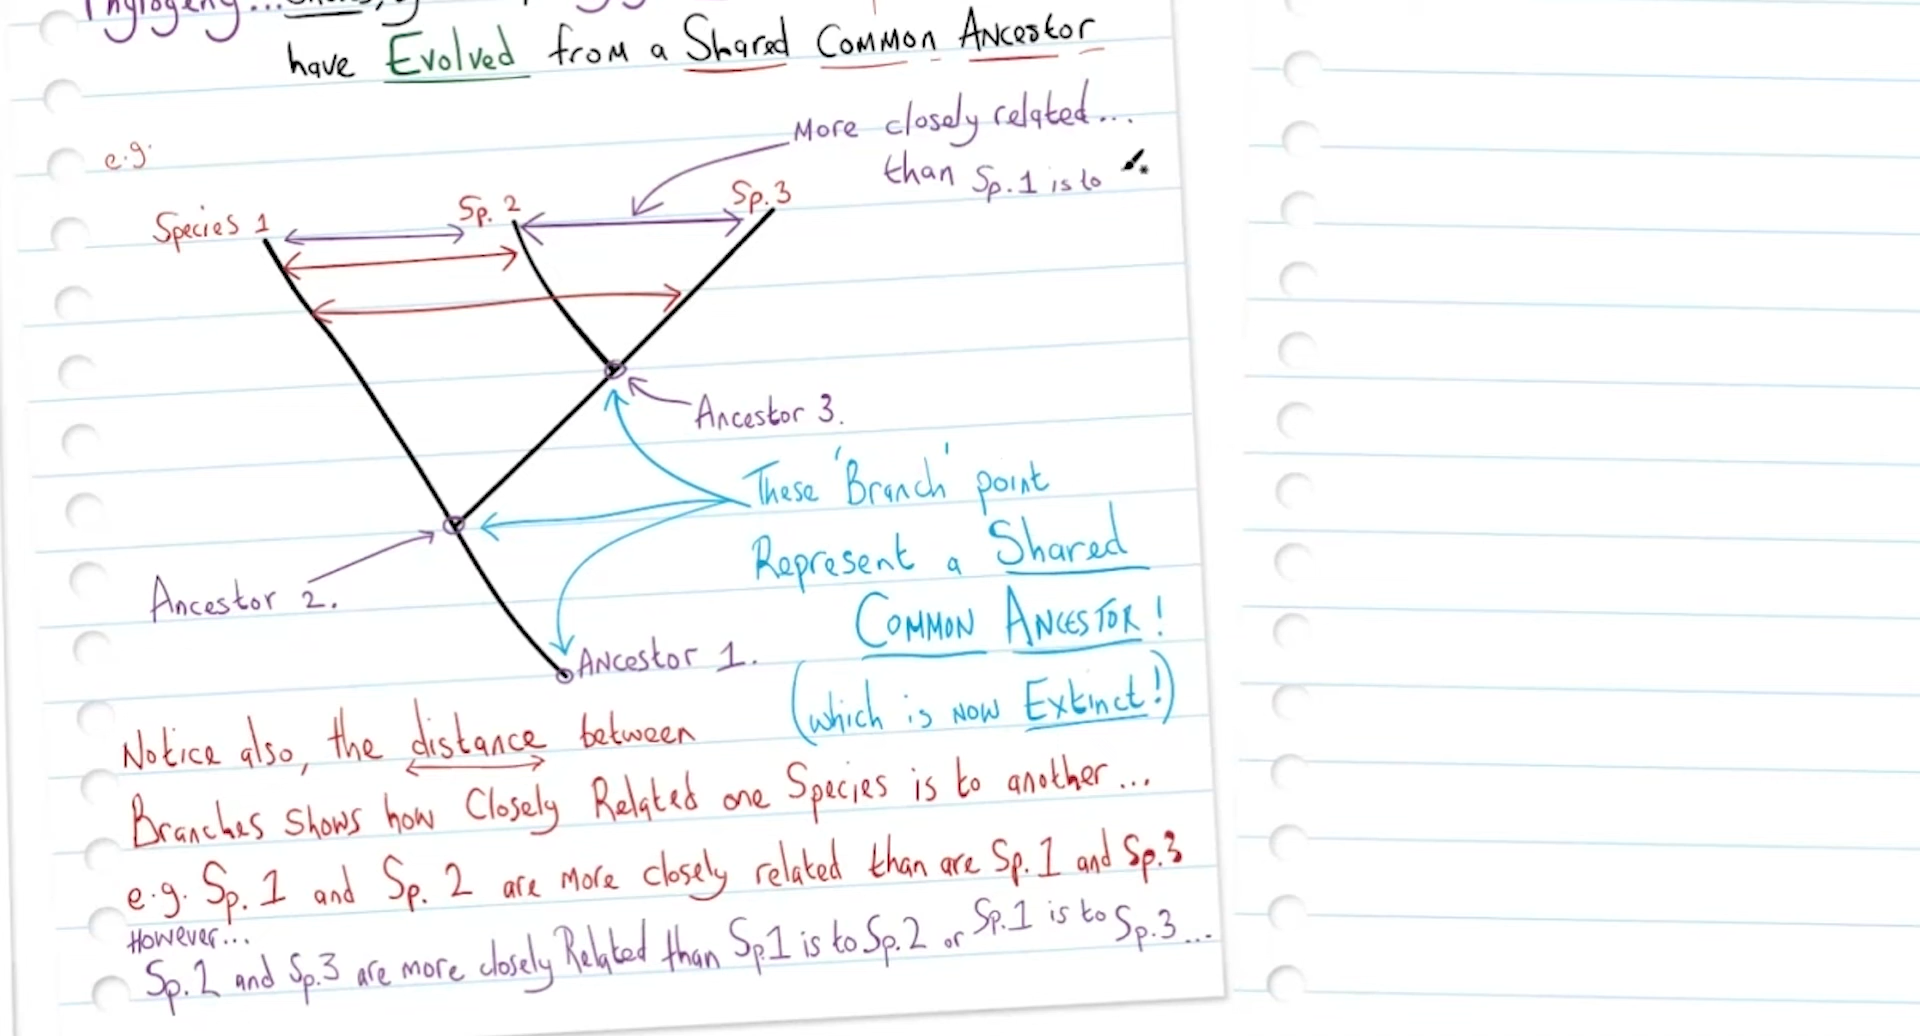 have Evolved from a Shared Common Ancestor
e.g.
More closely related...
than Sp. 1 is to
Species 1
Sp. 2
Sp. 3
Ancestor 3.
These 'Branch' point
Represent a Shared
Common Ancestor!
(which is now Extinct!)
Ancestor 2.
Ancestor 1.
Notice also, the distance between
Branches shows how Closely Related one Species is to another...
e.g. Sp. 1 and Sp. 2 are more closely related than are Sp. 1 and Sp. 3
However...
Sp. 2 and Sp. 3 are more closely Related than Sp 1 is to Sp. 2 or Sp. 1 is to Sp. 3...